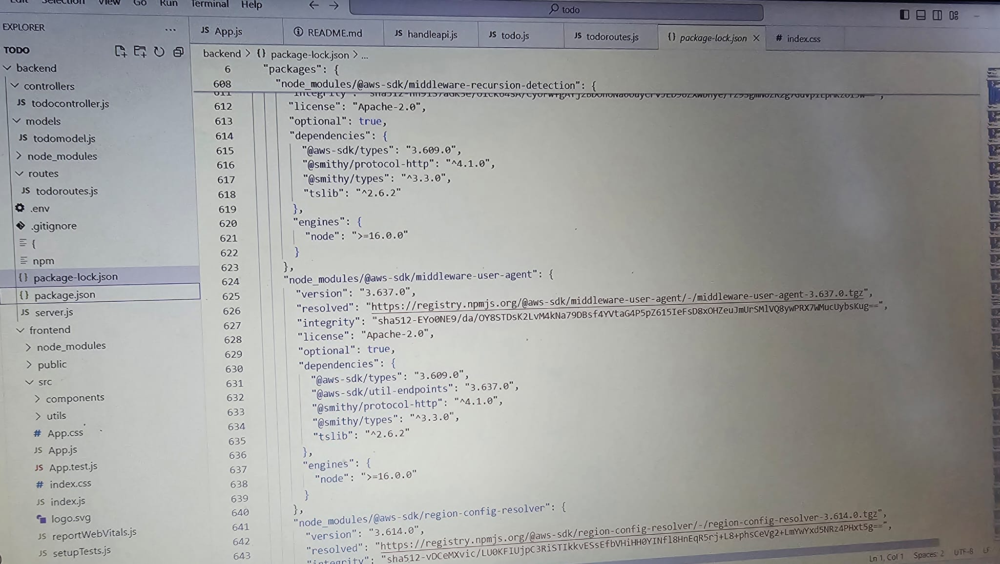 Edit Selection View Go Run Terminal Help
todo
EXPLORER ...
TODO
backend
controllers
JS todocontroller.js
models
JS todomodel.js
node_modules
routes
JS todoroutes.js
.env
.gitignore
{
npm
{} package-lock.json
{} package.json
JS server.js
frontend
node_modules
public
src
components
utils
# App.css
JS App.js
JS App.test.js
# index.css
JS index.js
logo.svg
JS reportWebVitals.js
JS setupTests.js
JS App.js
README.md
JS handleapi.js
JS todo.js
JS todoroutes.js
{} package-lock.json ×
# index.css
backend > {} package-lock.json > ...
6 "packages": {
608 "node_modules/@aws-sdk/middleware-recursion-detection": {
611 "integrity":
612 "license": "Apache-2.0",
613 "optional": true,
614 "dependencies": {
615 "@aws-sdk/types": "3.609.0",
616 "@smithy/protocol-http": "^4.1.0",
617 "@smithy/types": "^3.3.0",
618 "tslib": "^2.6.2"
619 },
620 "engines": {
621 "node": ">=16.0.0"
622 }
623 },
624 "node_modules/@aws-sdk/middleware-user-agent": {
625 "version": "3.637.0",
626 "resolved": "https://registry.npmjs.org/@aws-sdk/middleware-user-agent/-/middleware-user-agent-3.637.0.tgz",
627 "integrity": "sha512-EYo0NE9/da/OY8STDsK2LvM4kNa79DBsf4YVtaG4P5pZ615IeFsD8xOHZeuJmUrSMlVQ8ywPRX7WMucUybsKug==",
628 "license": "Apache-2.0",
629 "optional": true,
630 "dependencies": {
631 "@aws-sdk/types": "3.609.0",
632 "@aws-sdk/util-endpoints": "3.637.0",
633 "@smithy/protocol-http": "^4.1.0",
634 "@smithy/types": "^3.3.0",
635 "tslib": "^2.6.2"
636 },
637 "engines": {
638 "node": ">=16.0.0"
639 }
640 },
641 "node_modules/@aws-sdk/region-config-resolver": {
642 "version": "3.614.0",
643 "resolved": "https://registry.npmjs.org/@aws-sdk/region-config-resolver/-/region-config-resolver-3.614.0.tgz",
"integrity": "sha512-vDCeMXvic/LU0KFIUjpC3RiSTIkkvESsEfbVHiHH0YINfl8HnEqR5rj+L8+phsCeVg2+LmYwYxd5NRz4PHxt5g==",
Ln 1, Col 1 Spaces: 2 UTF-8 LF